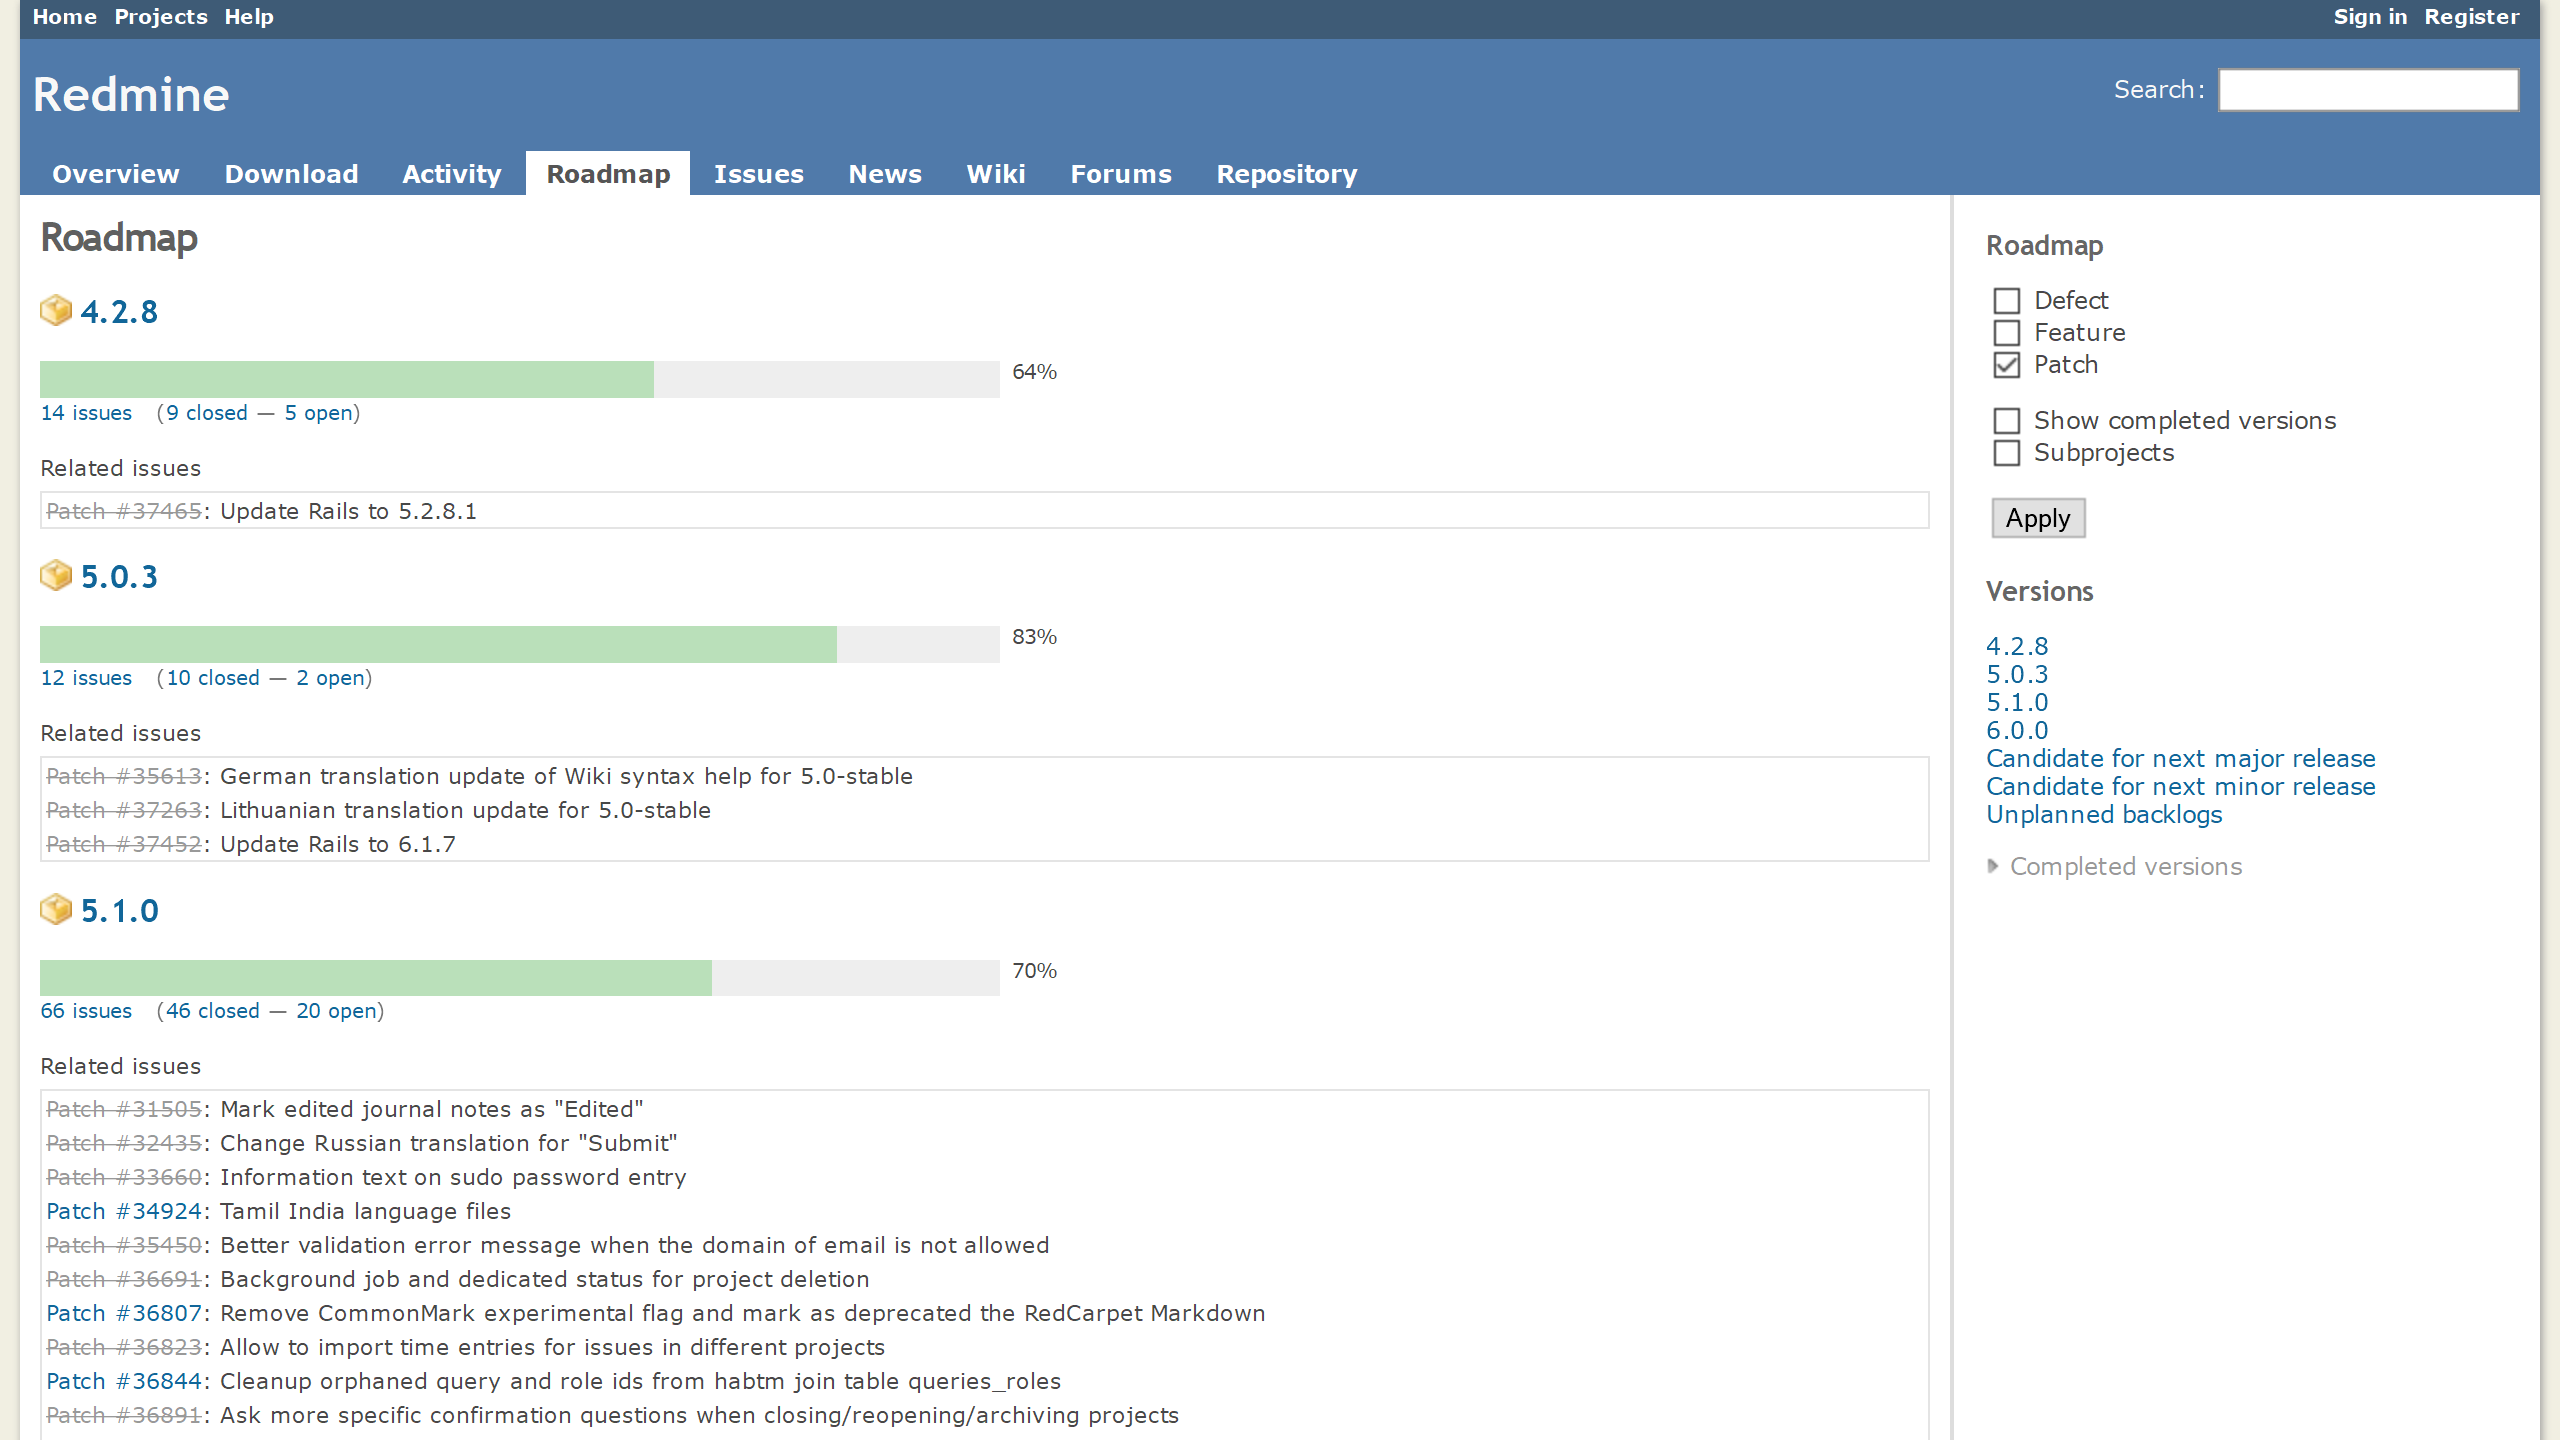 Home Projects Help
Sign in Register
Redmine
Search:
Overview Download Activity Roadmap Issues News Wiki Forums Repository
Roadmap
4.2.8
64%
14 issues (9 closed — 5 open)
Related issues
Patch #37465: Update Rails to 5.2.8.1
5.0.3
83%
12 issues (10 closed — 2 open)
Related issues
Patch #35613: German translation update of Wiki syntax help for 5.0-stable
Patch #37263: Lithuanian translation update for 5.0-stable
Patch #37452: Update Rails to 6.1.7
5.1.0
70%
66 issues (46 closed — 20 open)
Related issues
Patch #31505: Mark edited journal notes as "Edited"
Patch #32435: Change Russian translation for "Submit"
Patch #33660: Information text on sudo password entry
Patch #34924: Tamil India language files
Patch #35450: Better validation error message when the domain of email is not allowed
Patch #36691: Background job and dedicated status for project deletion
Patch #36807: Remove CommonMark experimental flag and mark as deprecated the RedCarpet Markdown
Patch #36823: Allow to import time entries for issues in different projects
Patch #36844: Cleanup orphaned query and role ids from habtm join table queries_roles
Patch #36891: Ask more specific confirmation questions when closing/reopening/archiving projects
Roadmap
Defect
Feature
Patch
Show completed versions
Subprojects
Apply
Versions
4.2.8
5.0.3
5.1.0
6.0.0
Candidate for next major release
Candidate for next minor release
Unplanned backlogs
Completed versions